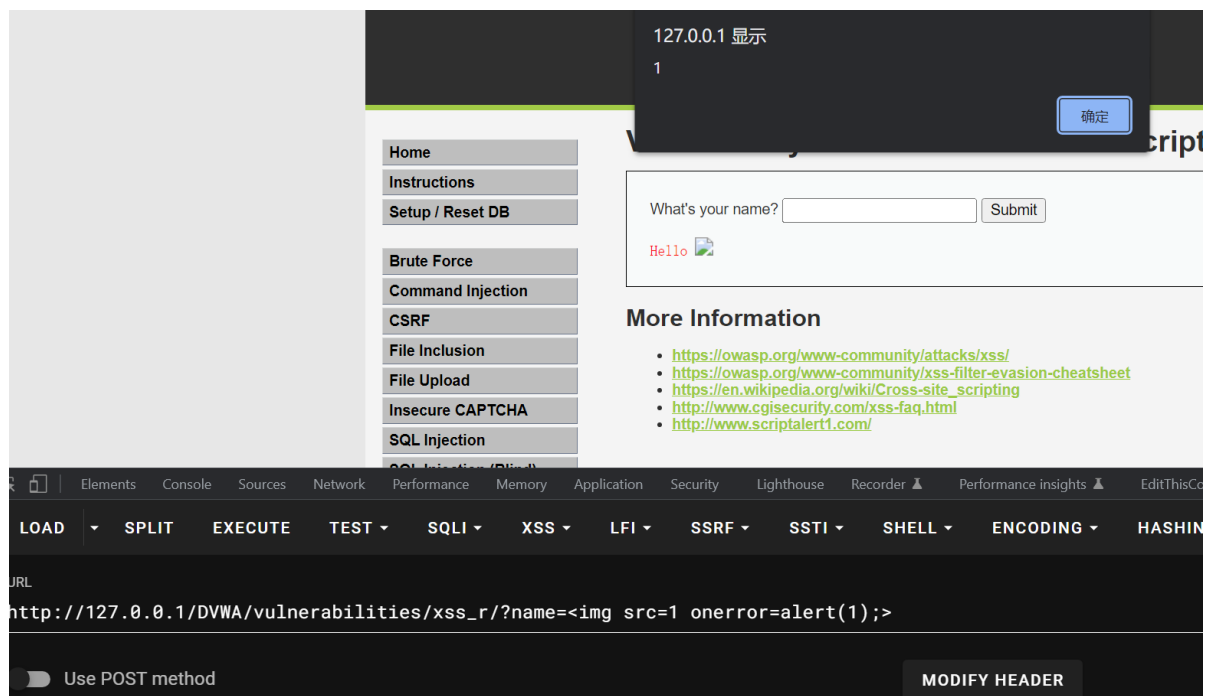 127.0.0.1 显示
1
确定
Home
Instructions
Setup / Reset DB
Brute Force
Command Injection
CSRF
File Inclusion
File Upload
Insecure CAPTCHA
SQL Injection
SQL Injection (Blind)
What's your name?
Submit
Hello
More Information
https://owasp.org/www-community/attacks/xss/
https://owasp.org/www-community/xss-filter-evasion-cheatsheet
https://en.wikipedia.org/wiki/Cross-site_scripting
http://www.cgisecurity.com/xss-faq.html
http://www.scriptalert1.com/
Elements Console Sources Network Performance Memory Application Security Lighthouse Recorder Performance insights EditThisCo
LOAD SPLIT EXECUTE TEST SQLI XSS LFI SSRF SSTI SHELL ENCODING HASHIN
URL
http://127.0.0.1/DVWA/vulnerabilities/xss_r/?name=<img src=1 onerror=alert(1);>
Use POST method
MODIFY HEADER